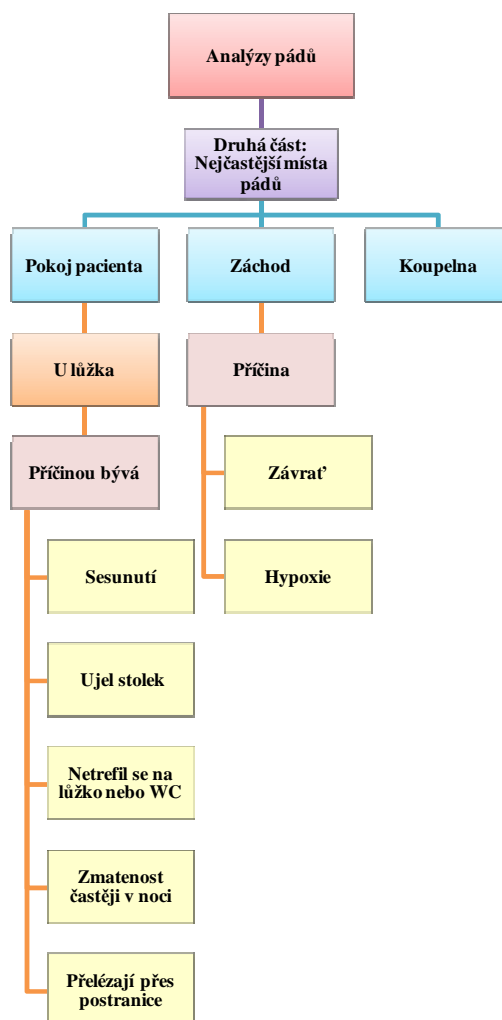 Analýzy pádů
Druhá část:
Nejčastější místa
pádů
Pokoj pacienta
Záchod
Koupelna
U lůžka
Příčina
Příčinou bývá
Závrať
Sesunutí
Hypoxie
Ujel stolek
Netrefil se na
lůžko nebo WC
Zmatenost
častěji v noci
Přelézají přes
postranice